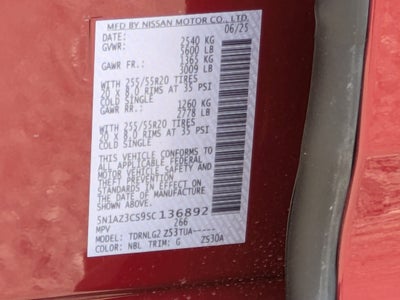 MFD BY NISSAN MOTOR CO., LTD.
DATE: 06/25
GVWR: 2540 KG
5600 LB
GAWR FR.: 1365 KG
3009 LB
WITH 255/55R20 TIRES
20 X 8.0 RIMS AT 35 PSI
COLD SINGLE
GAWR RR.: 1260 KG
2778 LB
WITH 255/55R20 TIRES
20 X 8.0 RIMS AT 35 PSI
COLD SINGLE
THIS VEHICLE CONFORMS TO
ALL APPLICABLE FEDERAL
MOTOR VEHICLE SAFETY
AND THEFT PREVENTION
STANDARDS IN EFFECT ON
THE DATE OF MANUFACTURE
SHOWN ABOVE.
5N1AZ3CS9SC136892
MPV 266
MODEL: TDRNLG2 Z53TUA-----
COLOR: NBL TRIM: G Z53OA